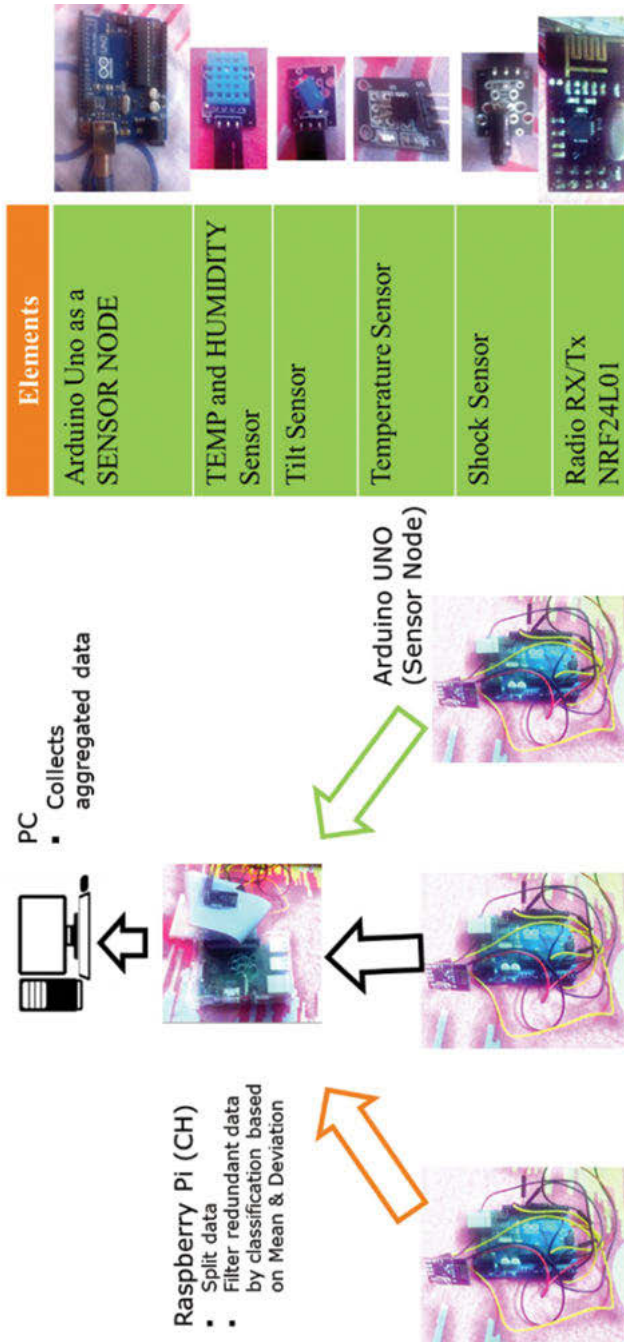 PC
▪ Collects
aggregated data
Raspberry Pi (CH)
▪ Split data
▪ Filter redundant data
by classification based
on Mean & Deviation
Arduino UNO
(Sensor Node)
Elements
Arduino Uno as a
SENSOR NODE
TEMP and HUMIDITY
Sensor
Tilt Sensor
Temperature Sensor
Shock Sensor
Radio RX/Tx
NRF24L01
UNO